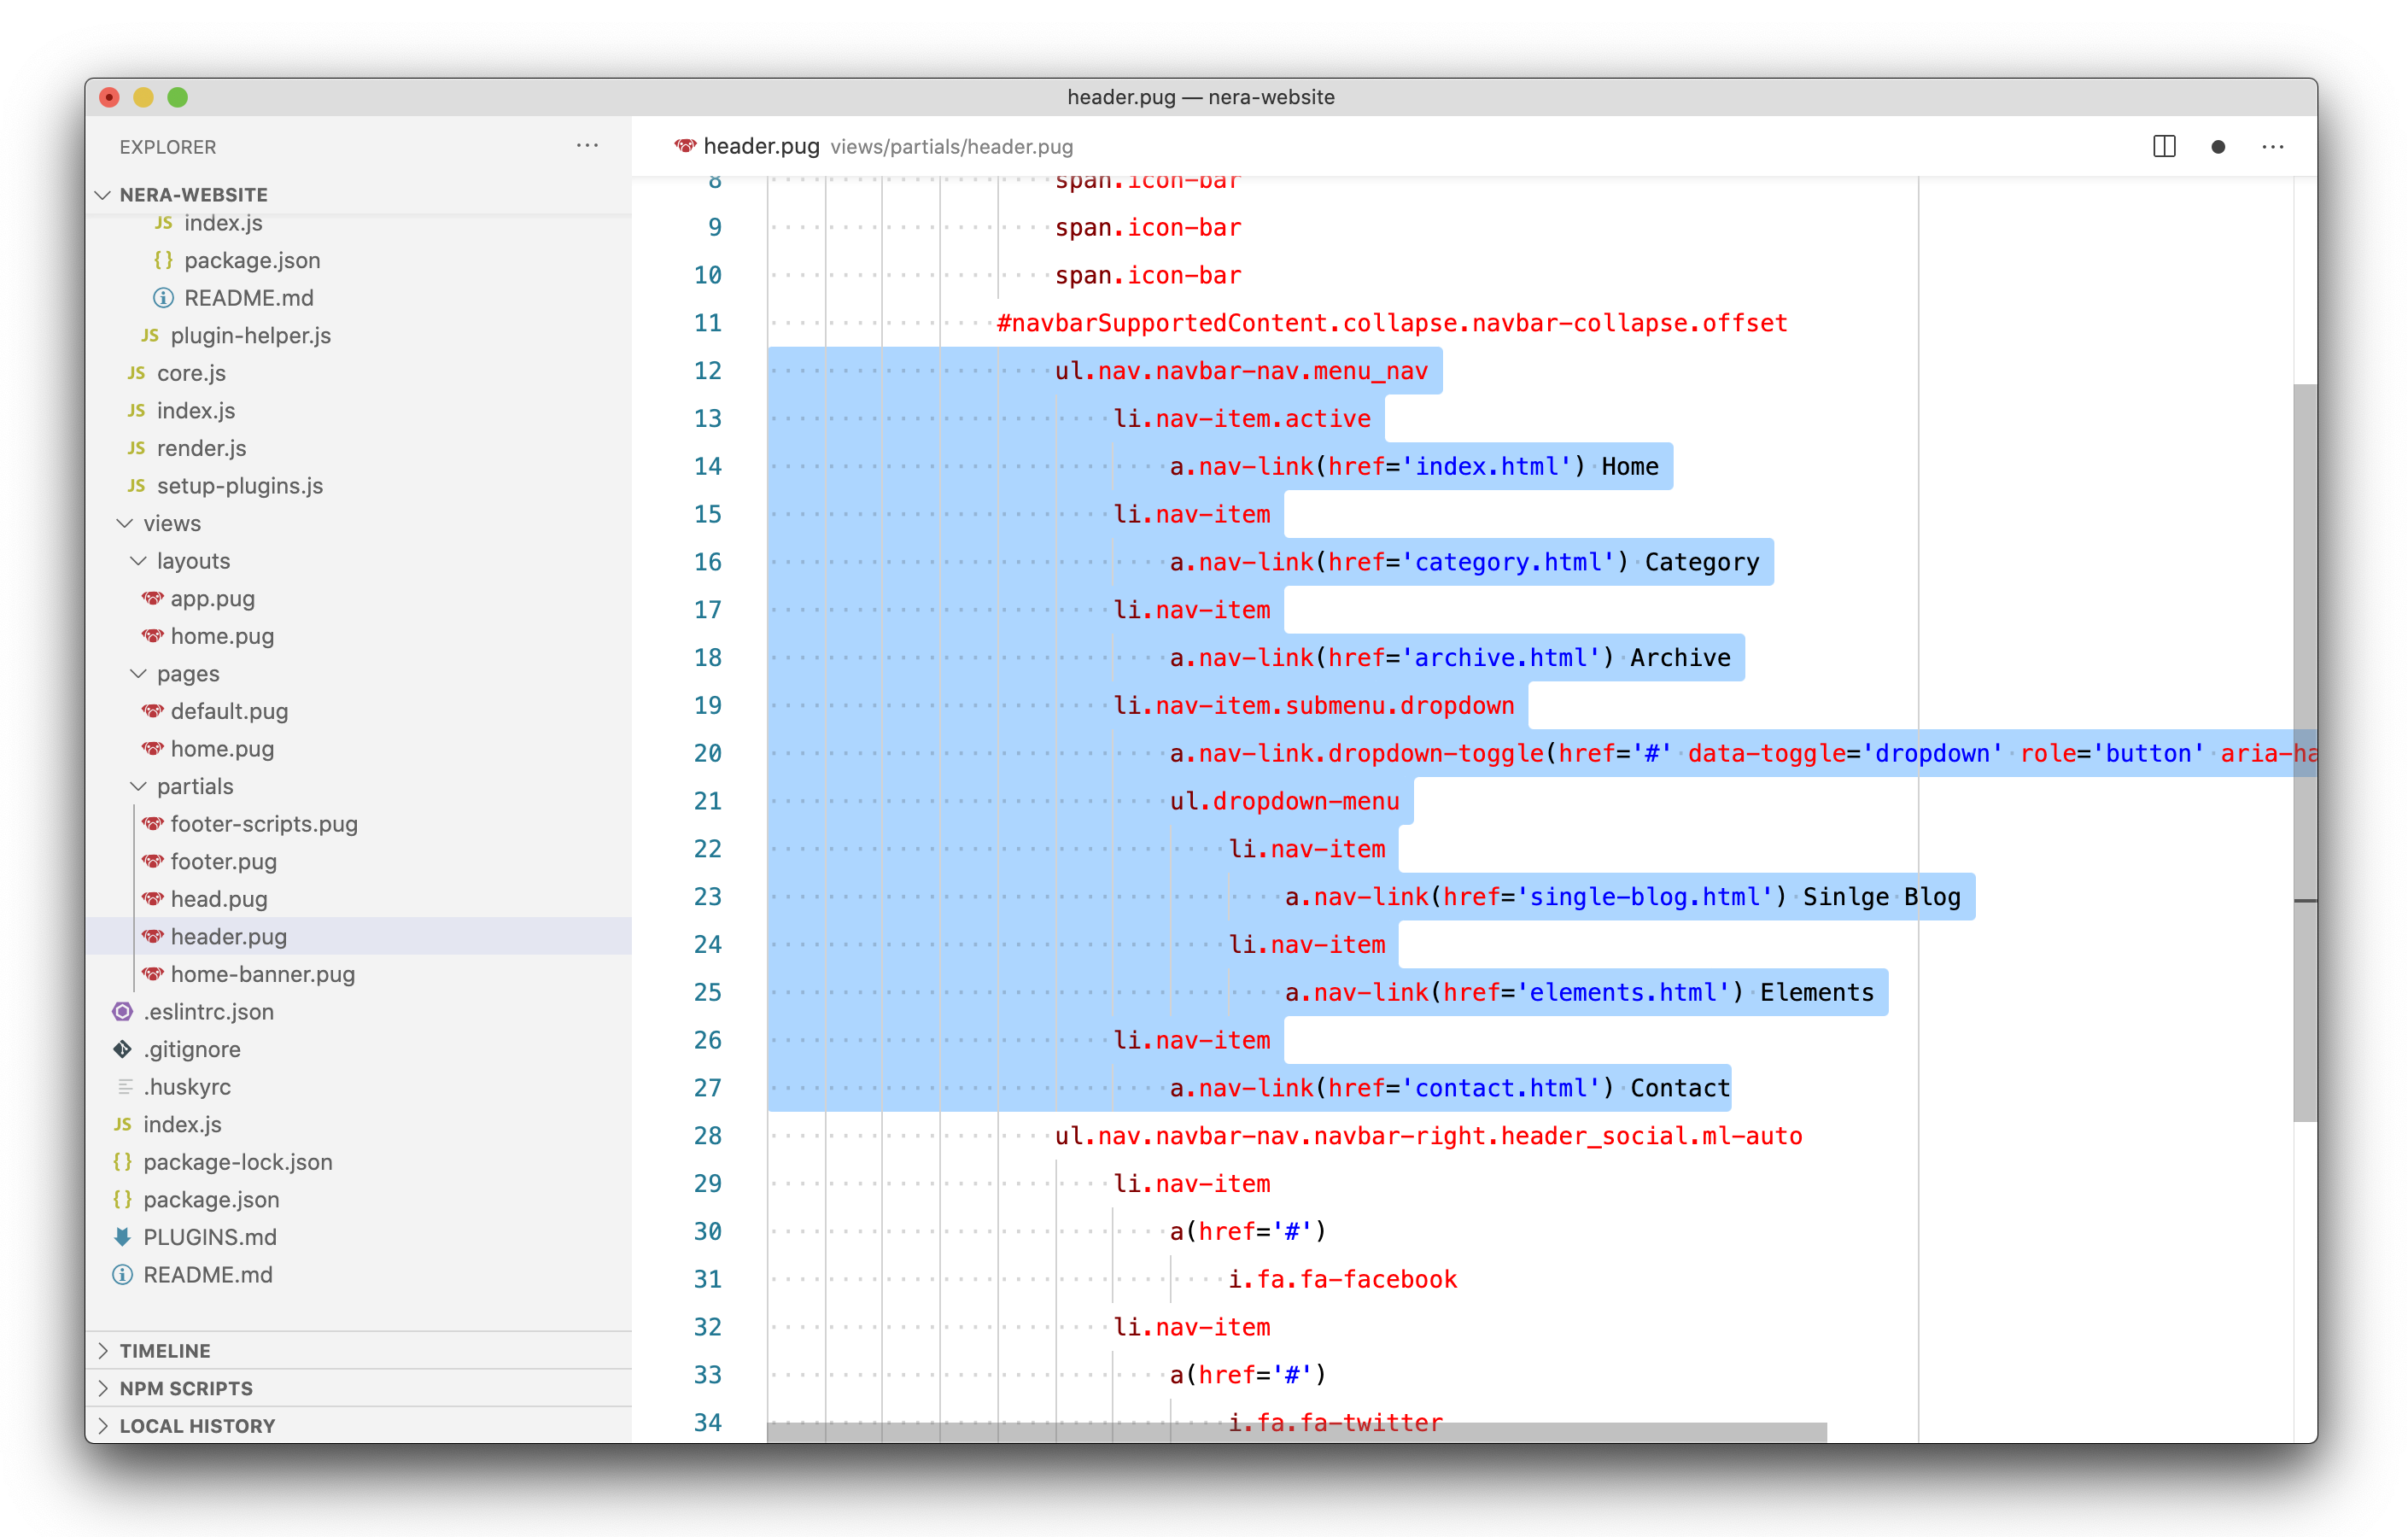 header.pug — nera-website
EXPLORER
NERA-WEBSITE
JS index.js
{} package.json
README.md
JS plugin-helper.js
JS core.js
JS index.js
JS render.js
JS setup-plugins.js
views
layouts
app.pug
home.pug
pages
default.pug
home.pug
partials
footer-scripts.pug
footer.pug
head.pug
header.pug
home-banner.pug
.eslintrc.json
.gitignore
.huskyrc
JS index.js
{} package-lock.json
{} package.json
PLUGINS.md
README.md
TIMELINE
NPM SCRIPTS
LOCAL HISTORY
header.pug views/partials/header.pug
8 span.icon-bar
9 span.icon-bar
10 span.icon-bar
11 #navbarSupportedContent.collapse.navbar-collapse.offset
12 ul.nav.navbar-nav.menu_nav
13 li.nav-item.active
14 a.nav-link(href='index.html') Home
15 li.nav-item
16 a.nav-link(href='category.html') Category
17 li.nav-item
18 a.nav-link(href='archive.html') Archive
19 li.nav-item.submenu.dropdown
20 a.nav-link.dropdown-toggle(href='#' data-toggle='dropdown' role='button' aria-ha
21 ul.dropdown-menu
22 li.nav-item
23 a.nav-link(href='single-blog.html') Sinlge Blog
24 li.nav-item
25 a.nav-link(href='elements.html') Elements
26 li.nav-item
27 a.nav-link(href='contact.html') Contact
28 ul.nav.navbar-nav.navbar-right.header_social.ml-auto
29 li.nav-item
30 a(href='#')
31 i.fa.fa-facebook
32 li.nav-item
33 a(href='#')
34 i.fa.fa-twitter